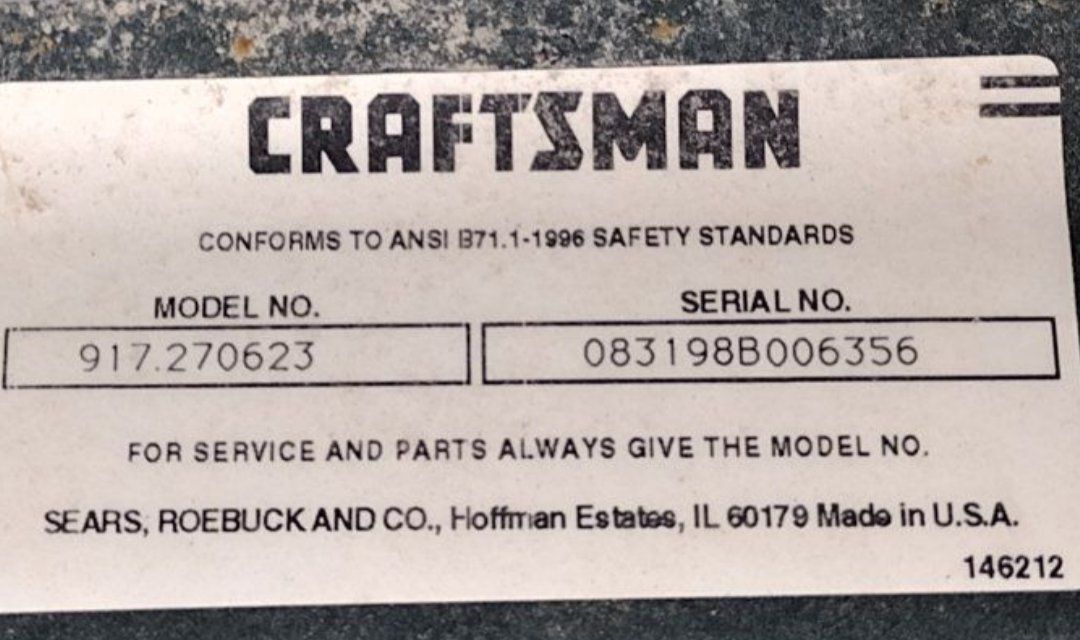 CRAFTSMAN
CONFORMS TO ANSI B71.1-1996 SAFETY STANDARDS
MODEL NO. SERIAL NO.
917.270623 083198B006356
FOR SERVICE AND PARTS ALWAYS GIVE THE MODEL NO.
SEARS, ROEBUCK AND CO., Hoffman Estates, IL 60179 Made in U.S.A.
146212